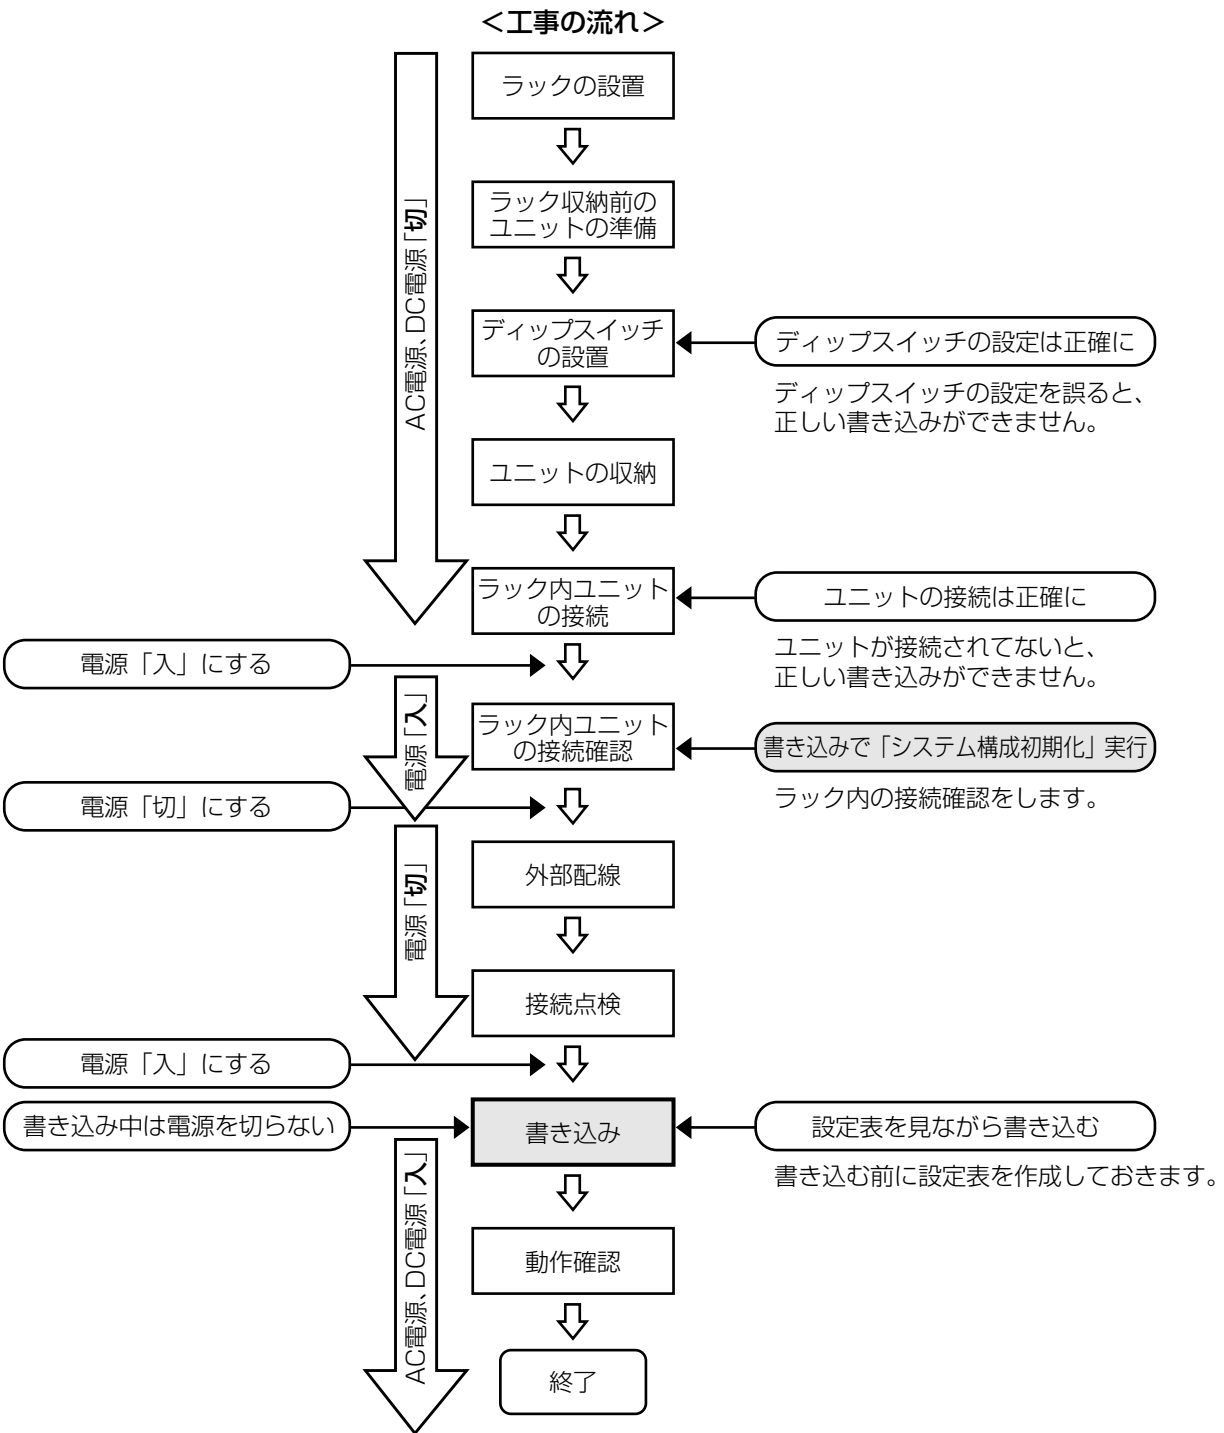 ＜工事の流れ＞
ラックの設置
AC電源、DC電源「切」
ラック収納前の
ユニットの準備
ディップスイッチ
の設置
ディップスイッチの設定は正確に
ディップスイッチの設定を誤ると、
正しい書き込みができません。
ユニットの収納
ラック内ユニット
の接続
ユニットの接続は正確に
ユニットが接続されてないと、
正しい書き込みができません。
電源「入」にする
電源「入」
ラック内ユニット
の接続確認
書き込みで「システム構成初期化」実行
ラック内の接続確認をします。
電源「切」にする
電源「切」
外部配線
接続点検
電源「入」にする
書き込み中は電源を切らない
書き込み
設定表を見ながら書き込む
書き込む前に設定表を作成しておきます。
AC電源、DC電源「入」
動作確認
終了